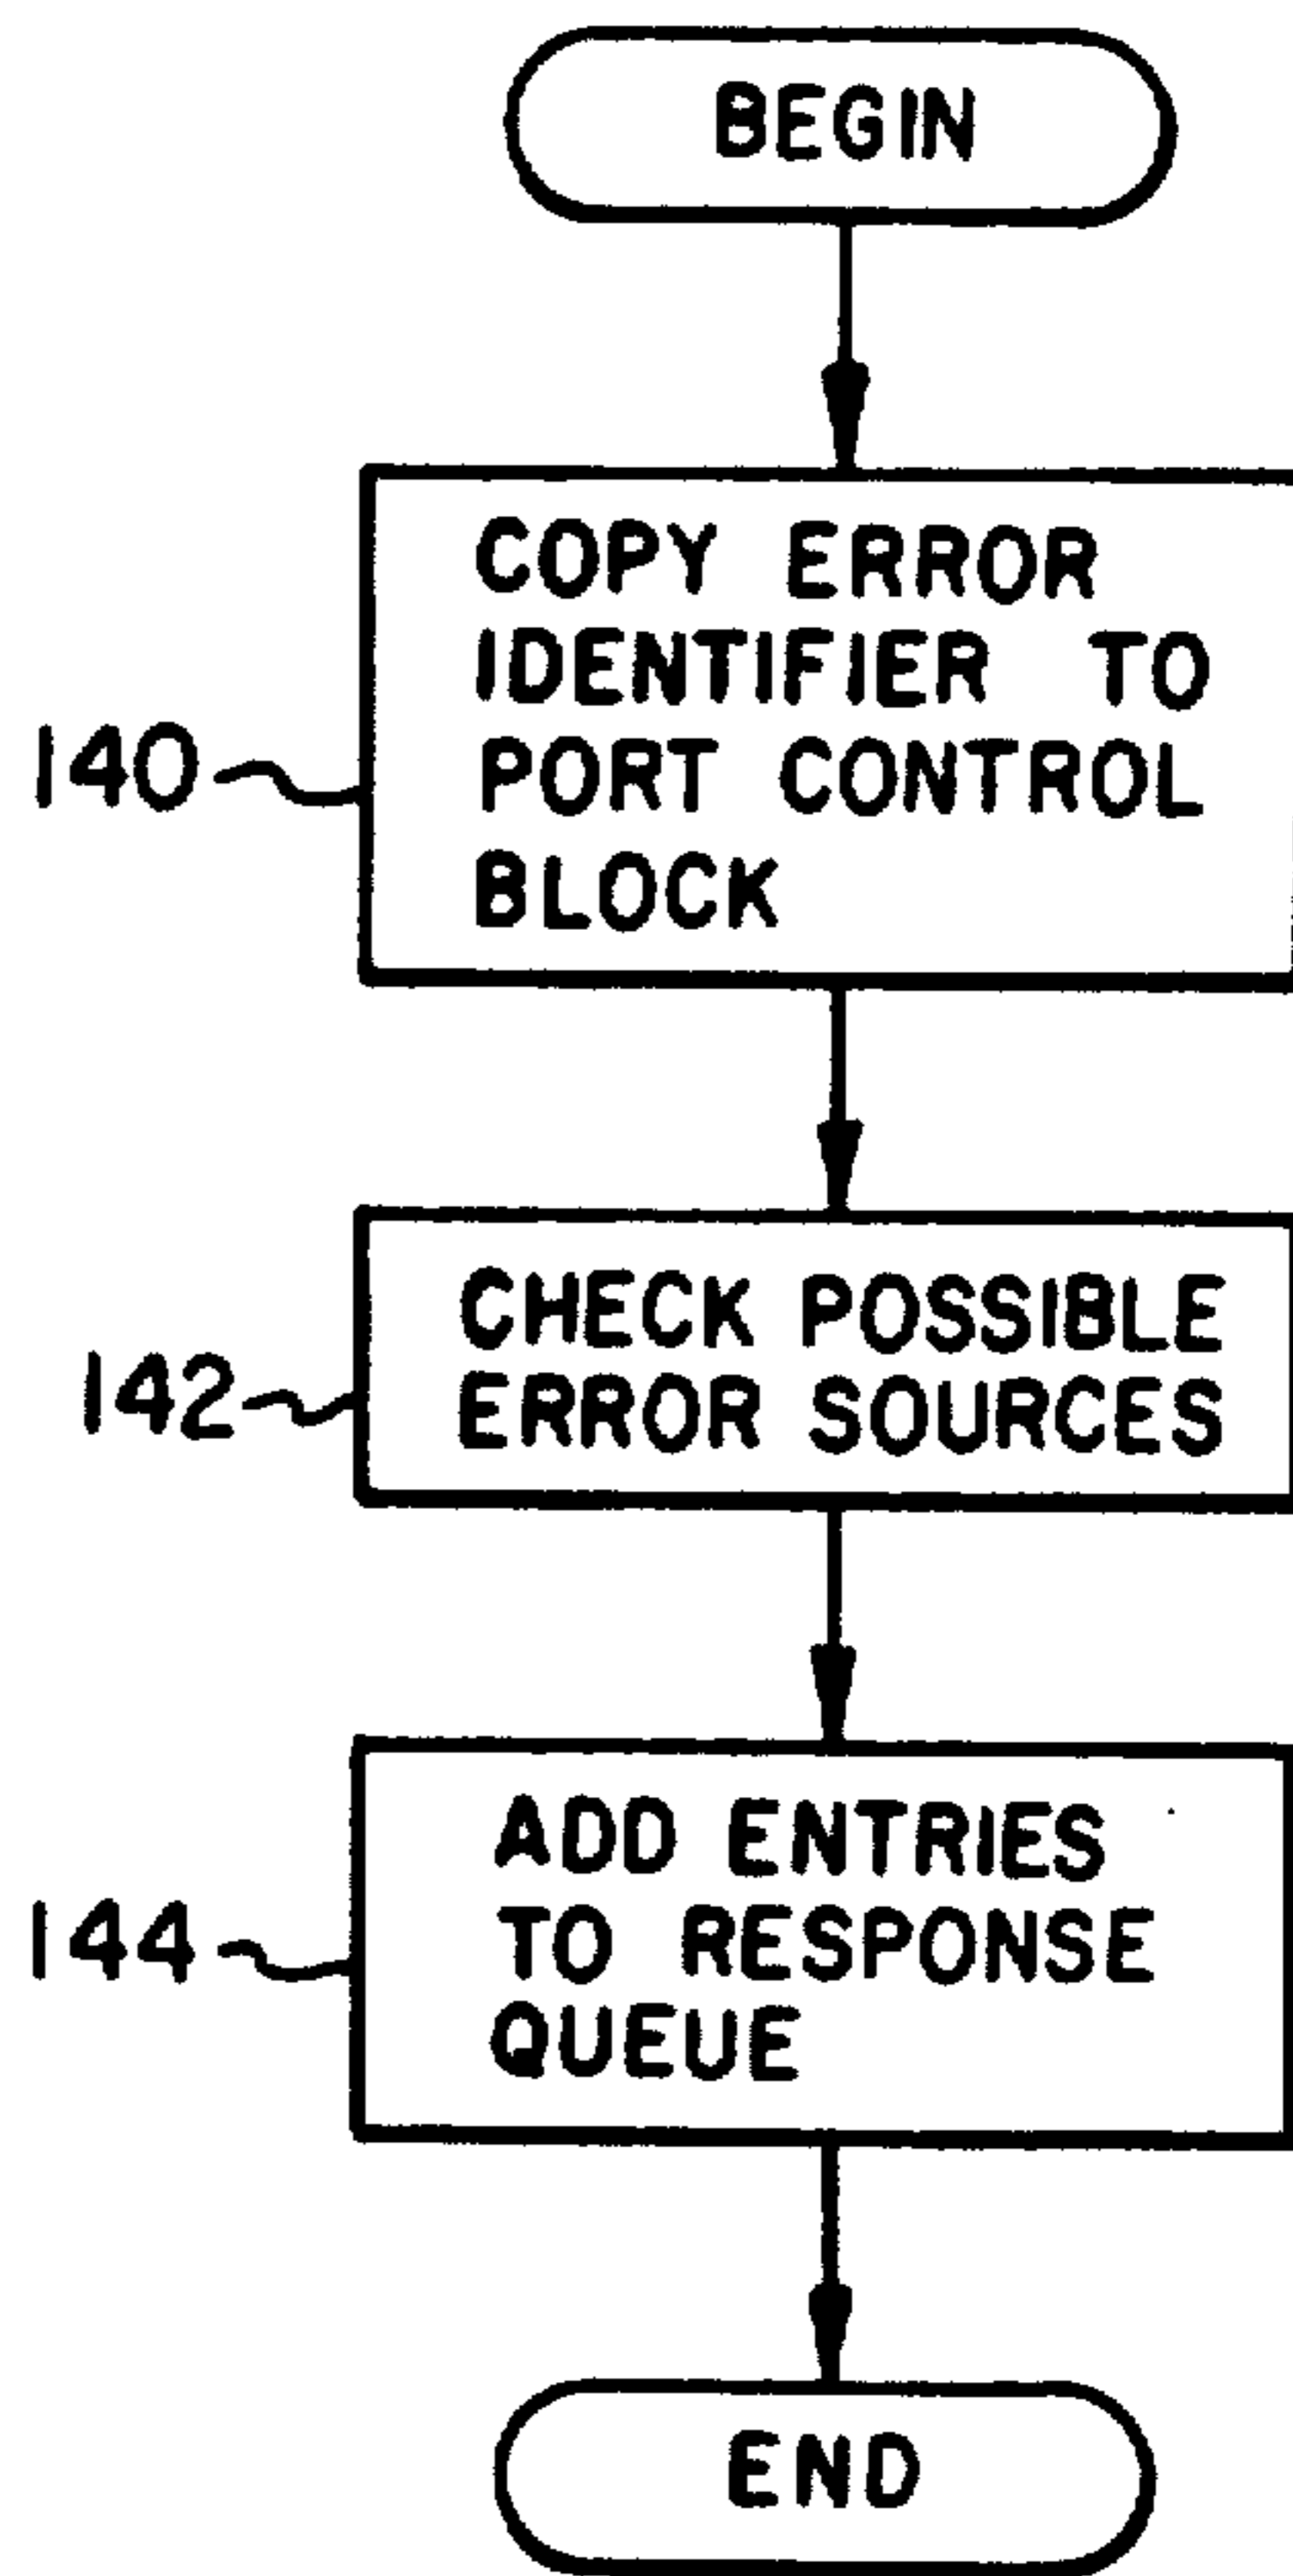 BEGIN
COPY ERROR
IDENTIFIER TO
PORT CONTROL
BLOCK
140
CHECK POSSIBLE
ERROR SOURCES
142
ADD ENTRIES
TO RESPONSE
QUEUE
144
END